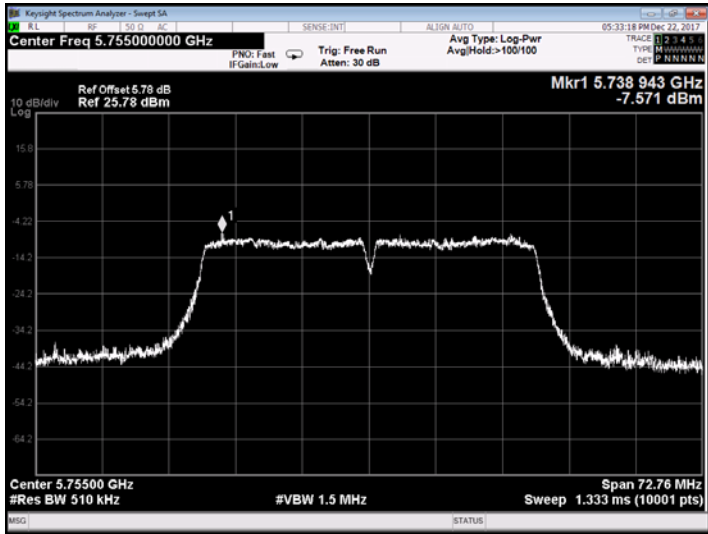 Keysight Spectrum Analyzer - Swept SA
RL RF 50 Ω AC SENSE:INT ALIGN AUTO 05:33:18 PM Dec 22, 2017
Center Freq 5.755000000 GHz
PNO: Fast
IFGain:Low
Trig: Free Run
Atten: 30 dB
Avg Type: Log-Pwr
Avg|Hold:>100/100
TRACE 1 2 3 4 5 6
TYPE M WWWWW
DET P N N N N N
Mkr1 5.738 943 GHz
-7.571 dBm
Ref Offset 5.78 dB
10 dB/div Ref 25.78 dBm
Log
15.8
5.78
-4.22
-14.2
-24.2
-34.2
-44.2
-54.2
-64.2
1
Center 5.75500 GHz Span 72.76 MHz
#Res BW 510 kHz #VBW 1.5 MHz Sweep 1.333 ms (10001 pts)
MSG STATUS